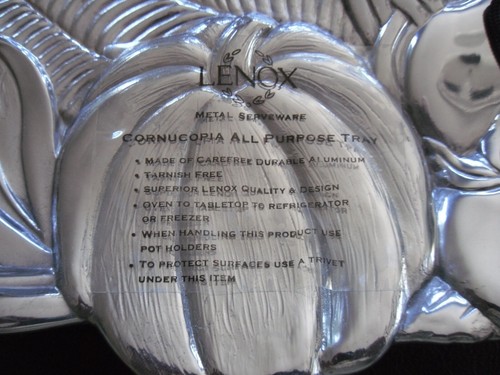 LENOX
METAL SERVEWARE
CORNUCOPIA ALL PURPOSE TRAY
• MADE OF CAREFREE DURABLE ALUMINUM
• TARNISH FREE
• SUPERIOR LENOX QUALITY & DESIGN
• OVEN TO TABLETOP TO REFRIGERATOR
OR FREEZER
• WHEN HANDLING THIS PRODUCT USE
POT HOLDERS
• TO PROTECT SURFACES USE A TRIVET
UNDER THIS ITEM